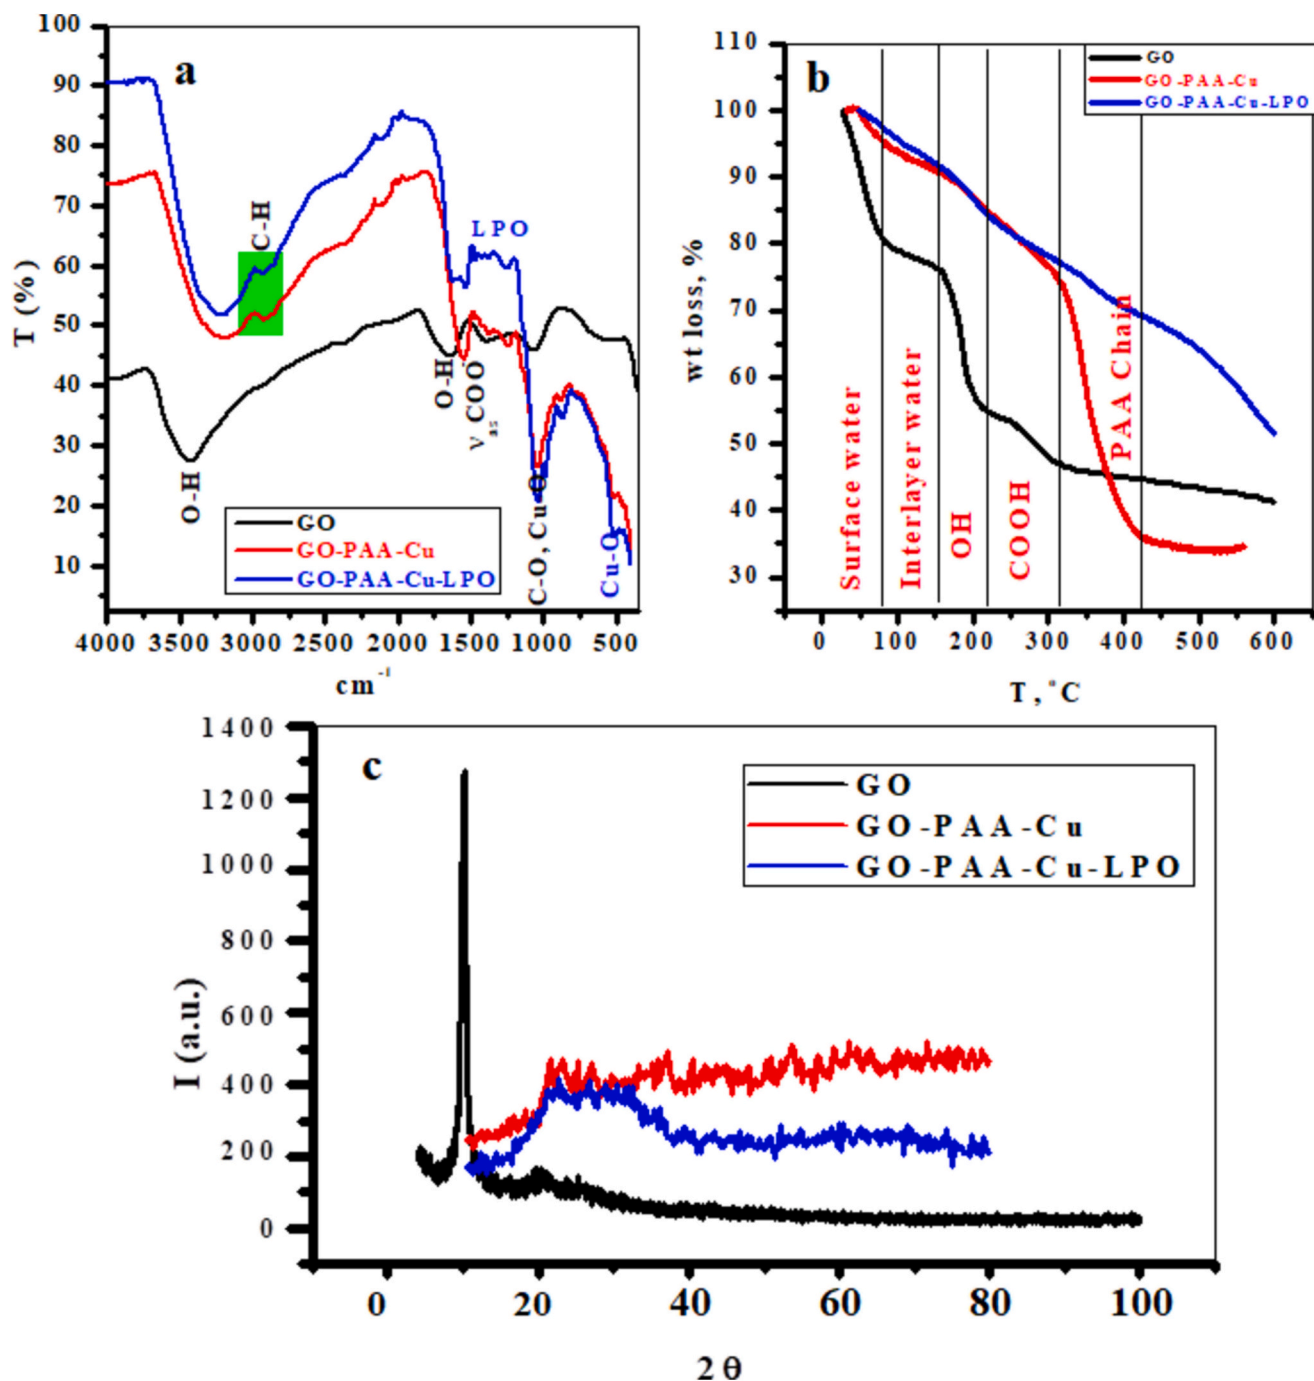 a
100
90
80
70
60
50
40
30
20
10
T (%)
C-H
LPO
O-H
ν as COO⁻
O-H
C-O, Cu-O
Cu-O
GO
GO-PAA-Cu
GO-PAA-Cu-LPO
4000 3500 3000 2500 2000 1500 1000 500
cm⁻¹
b
110
100
90
80
70
60
50
40
30
wt loss, %
GO
GO-PAA-Cu
GO-PAA-Cu-LPO
Surface water
Interlayer water
OH
COOH
PAA Chain
0 100 200 300 400 500 600
T, °C
c
1400
1200
1000
800
600
400
200
0
I (a.u.)
GO
GO-PAA-Cu
GO-PAA-Cu-LPO
0 20 40 60 80 100
2 θ